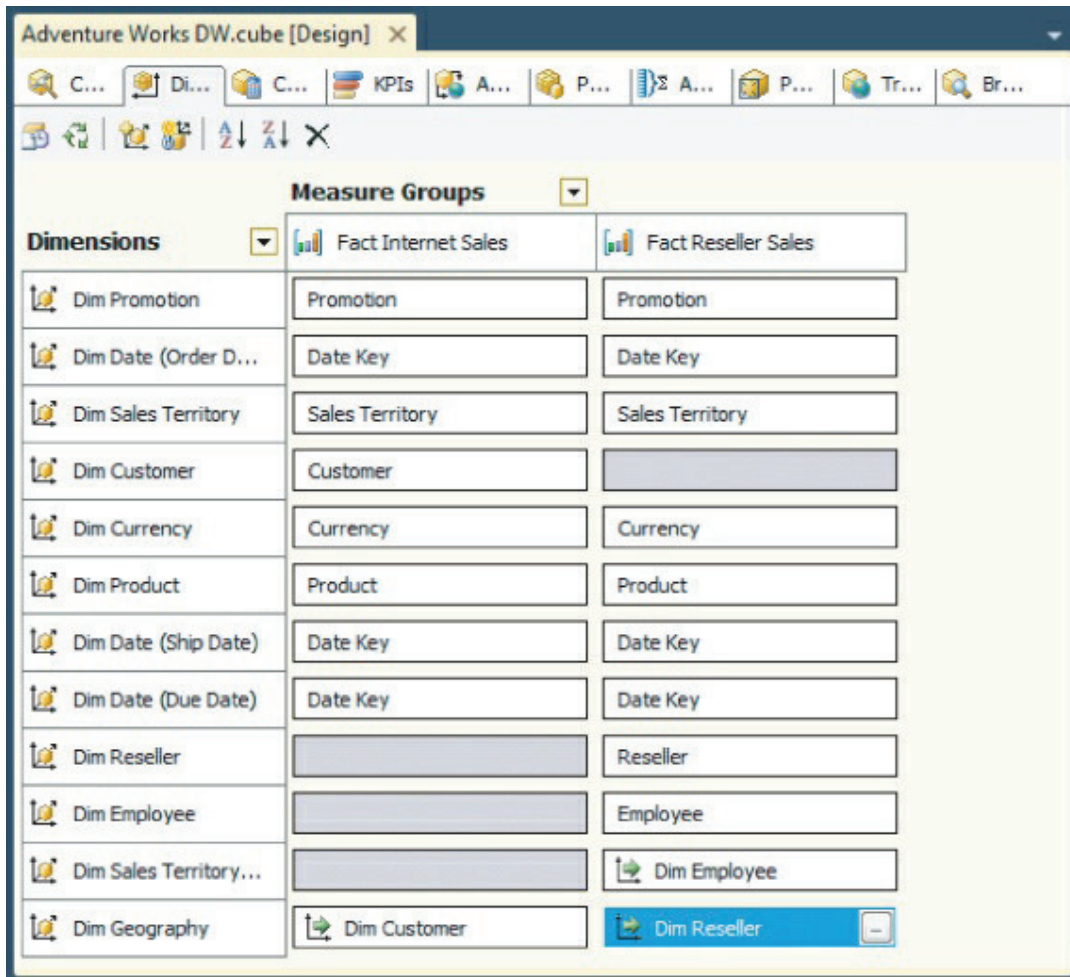 Adventure Works DW.cube [Design]
C... Di... C... KPIs A... P... A... P... Tr... Br...
Measure Groups
Dimensions Fact Internet Sales Fact Reseller Sales
Dim Promotion Promotion Promotion
Dim Date (Order D... Date Key Date Key
Dim Sales Territory Sales Territory Sales Territory
Dim Customer Customer
Dim Currency Currency Currency
Dim Product Product Product
Dim Date (Ship Date) Date Key Date Key
Dim Date (Due Date) Date Key Date Key
Dim Reseller Reseller
Dim Employee Employee
Dim Sales Territory... Dim Employee
Dim Geography Dim Customer Dim Reseller